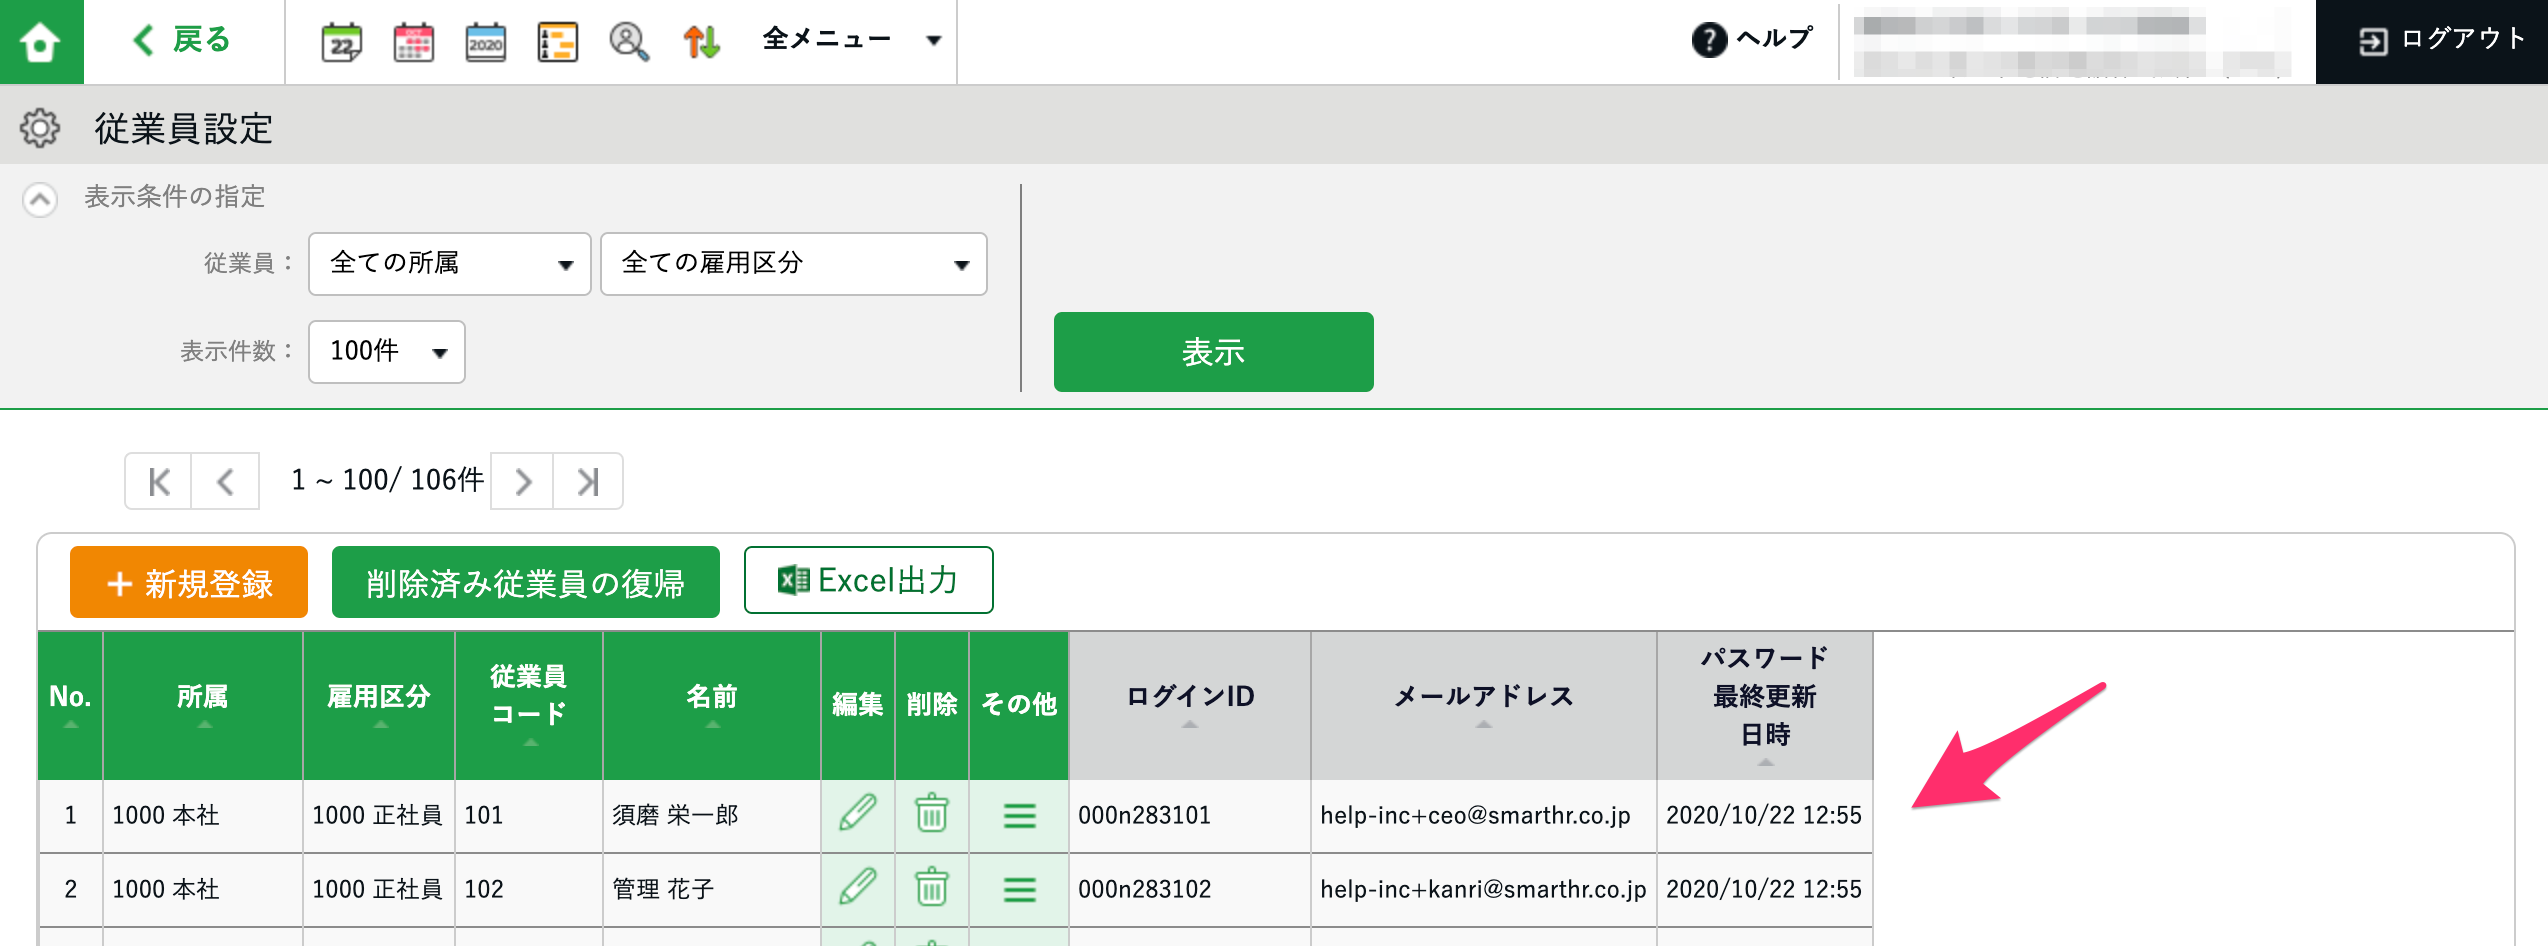 戻る
22
OCT
2020
全メニュー
? ヘルプ
ログアウト
従業員設定
表示条件の指定
従業員： 全ての所属 全ての雇用区分
表示件数： 100件
表示
1 ~ 100/ 106件
+ 新規登録 削除済み従業員の復帰 Excel出力
No. 所属 雇用区分 従業員コード 名前 編集 削除 その他 ログインID メールアドレス パスワード最終更新日時
1 1000 本社 1000 正社員 101 須磨 栄一郎 000n283101 help-inc+ceo@smarthr.co.jp 2020/10/22 12:55
2 1000 本社 1000 正社員 102 管理 花子 000n283102 help-inc+kanri@smarthr.co.jp 2020/10/22 12:55